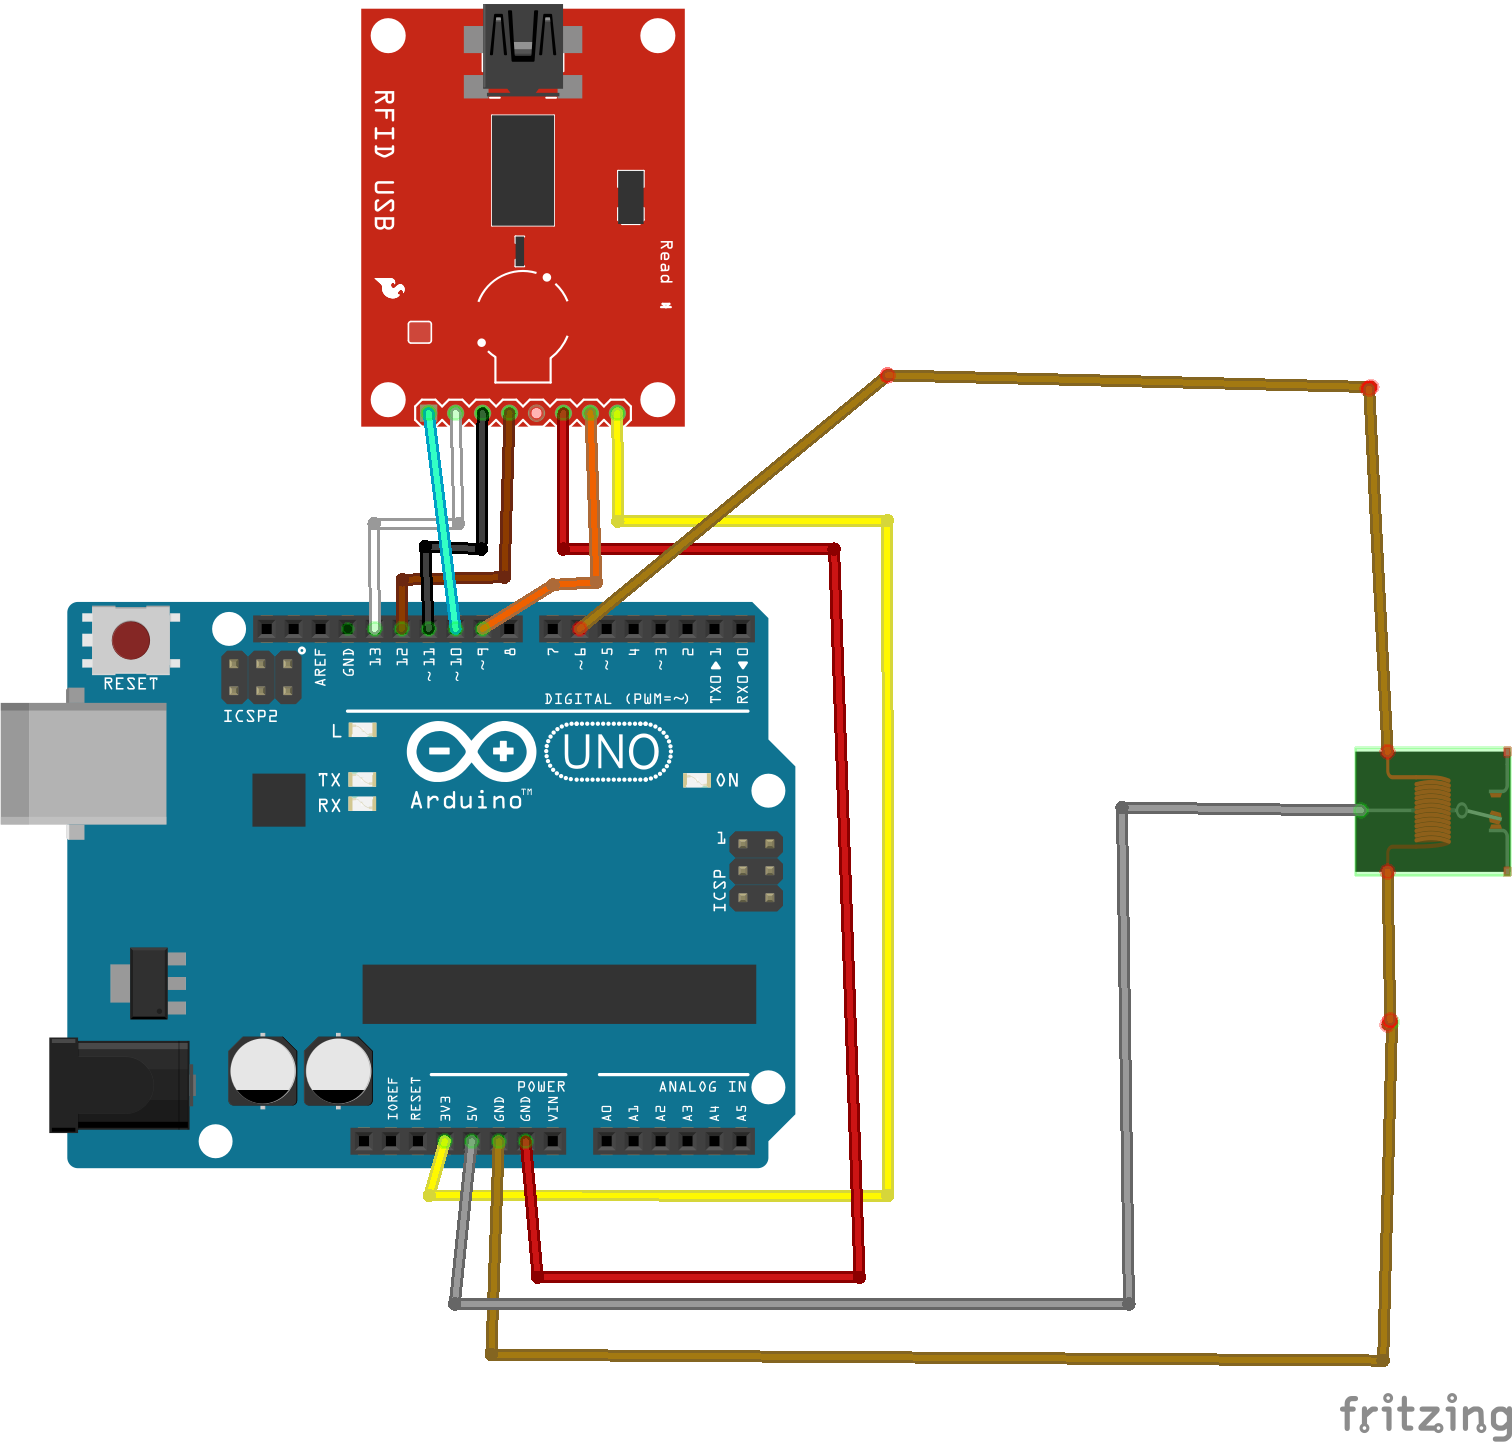 RFID USB
Read
RESET
ICSP2
AREF
GND
13
12
~11
~10
~9
8
7
~6
~5
4
~3
2
TX0▶1
RX0◀0
DIGITAL (PWM=~)
L
TX
RX
UNO
Arduino™
ON
1
ICSP
IOREF
RESET
3V3
5V
GND
GND
VIN
POWER
ANALOG IN
A0
A1
A2
A3
A4
A5
fritzing